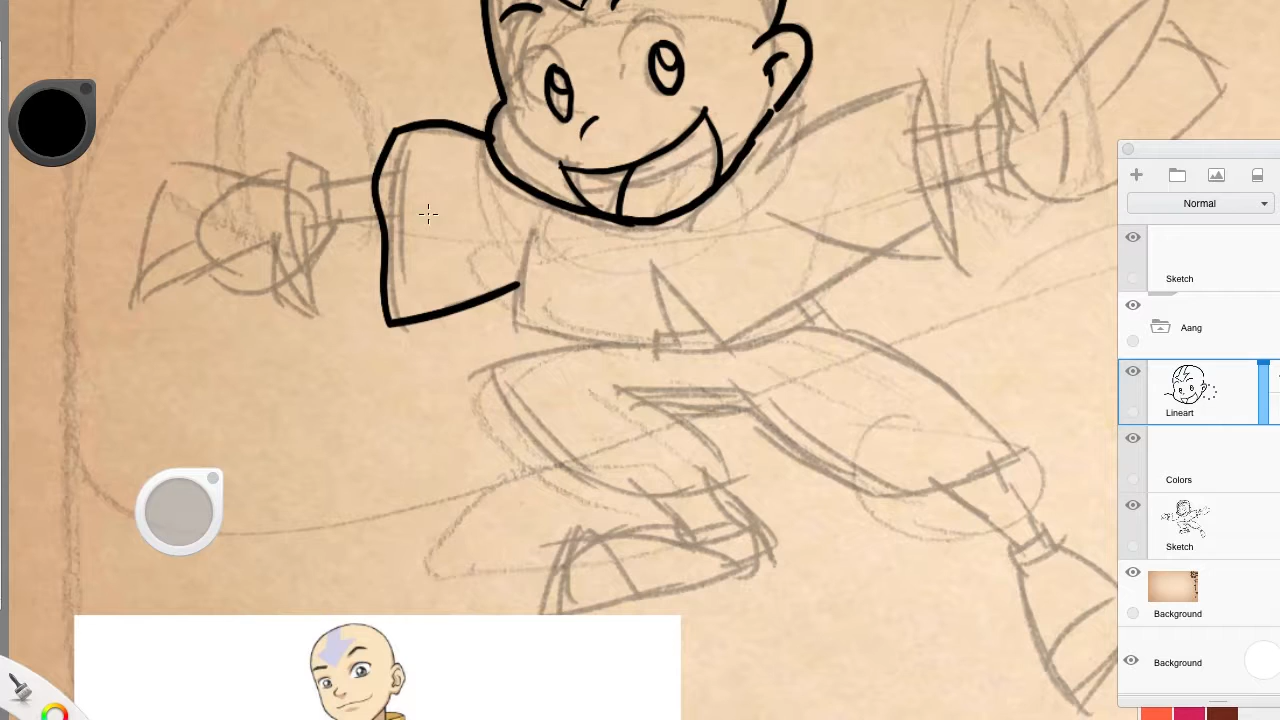 Normal
Sketch
Aang
Lineart
Colors
Sketch
Background
Background